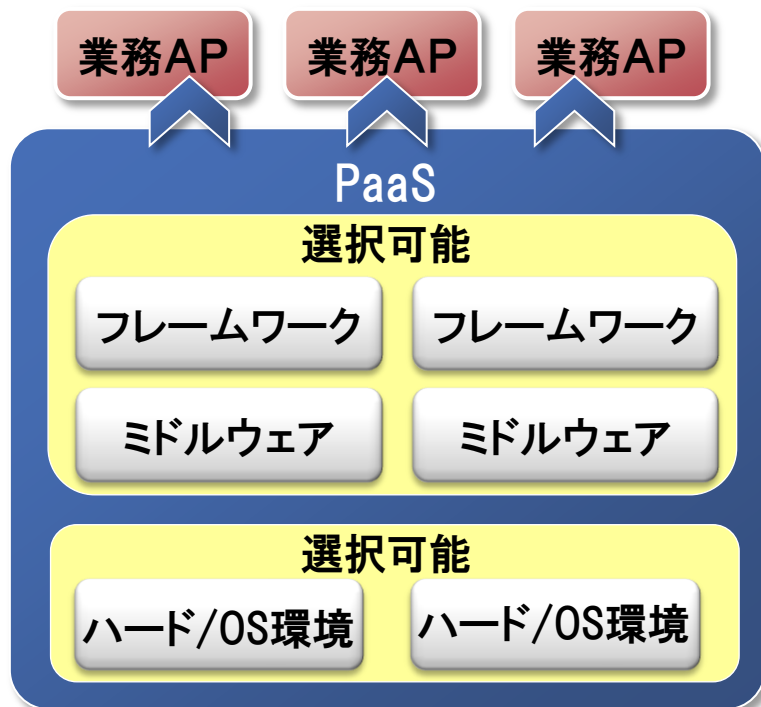 業務AP 業務AP 業務AP
PaaS
選択可能
フレームワーク フレームワーク
ミドルウェア ミドルウェア
選択可能
ハード/OS環境 ハード/OS環境